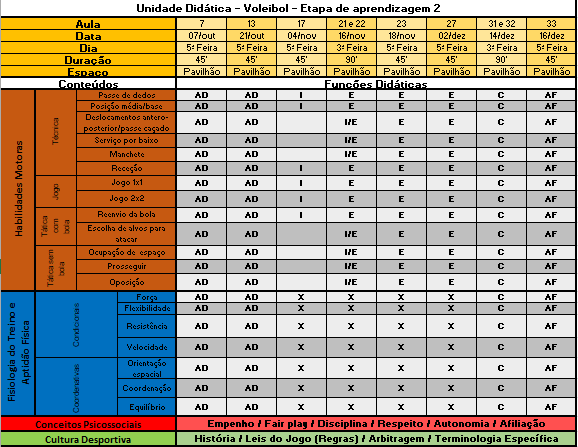 Unidade Didática - Voleibol - Etapa de aprendizagem 2
Aula 7 13 17 21 e 22 23 27 31 e 32 33
Data 07/out 21/out 04/nov 16/nov 18/nov 02/dez 14/dez 16/dez
Dia 5ª Feira 5ª Feira 5ª Feira 3ª Feira 5ª Feira 5ª Feira 3ª Feira 5ª Feira
Duração 45' 45' 45' 90' 45' 45' 90' 45'
Espaço Pavilhão Pavilhão Pavilhão Pavilhão Pavilhão Pavilhão Pavilhão Pavilhão
Conteúdos Funções Didáticas
Habilidades Motoras
Técnica
Passe de dedos AD AD I E E E C AF
Posição média/base AD AD I E E E C AF
Deslocamentos antero-
posterior/passe caçado AD AD I/E E E C AF
Serviço por baixo AD AD I/E E E C AF
Manchete AD AD I/E E E C AF
Receção AD AD I E E E C AF
Jogo
Jogo 1x1 AD AD I E E E C AF
Jogo 2x2 AD AD I E E E C AF
Tática com bola
Reenvio da bola AD AD I E E E C AF
Escolha de alvos para
atacar AD AD I/E E E C AF
Tática sem bola
Ocupação de espaço AD AD I/E E E C AF
Prosseguir AD AD I/E E E C AF
Oposição AD AD I/E E E C AF
Fisiologia do Treino e
Aptidão Física
Condicionais
Força AD AD X X X X C AF
Flexibilidade AD AD X X X X C AF
Resistência AD AD X X X X C AF
Velocidade AD AD X X X X C AF
Coordenativas
Orientação
espacial AD AD X X X X C AF
Coordenação AD AD X X X X C AF
Equilíbrio AD AD X X X X C AF
Conceitos Psicossociais Empenho / Fair play / Disciplina / Respeito / Autonomia / Afiliação
Cultura Desportiva História / Leis do Jogo (Regras) / Arbitragem / Terminologia Específica